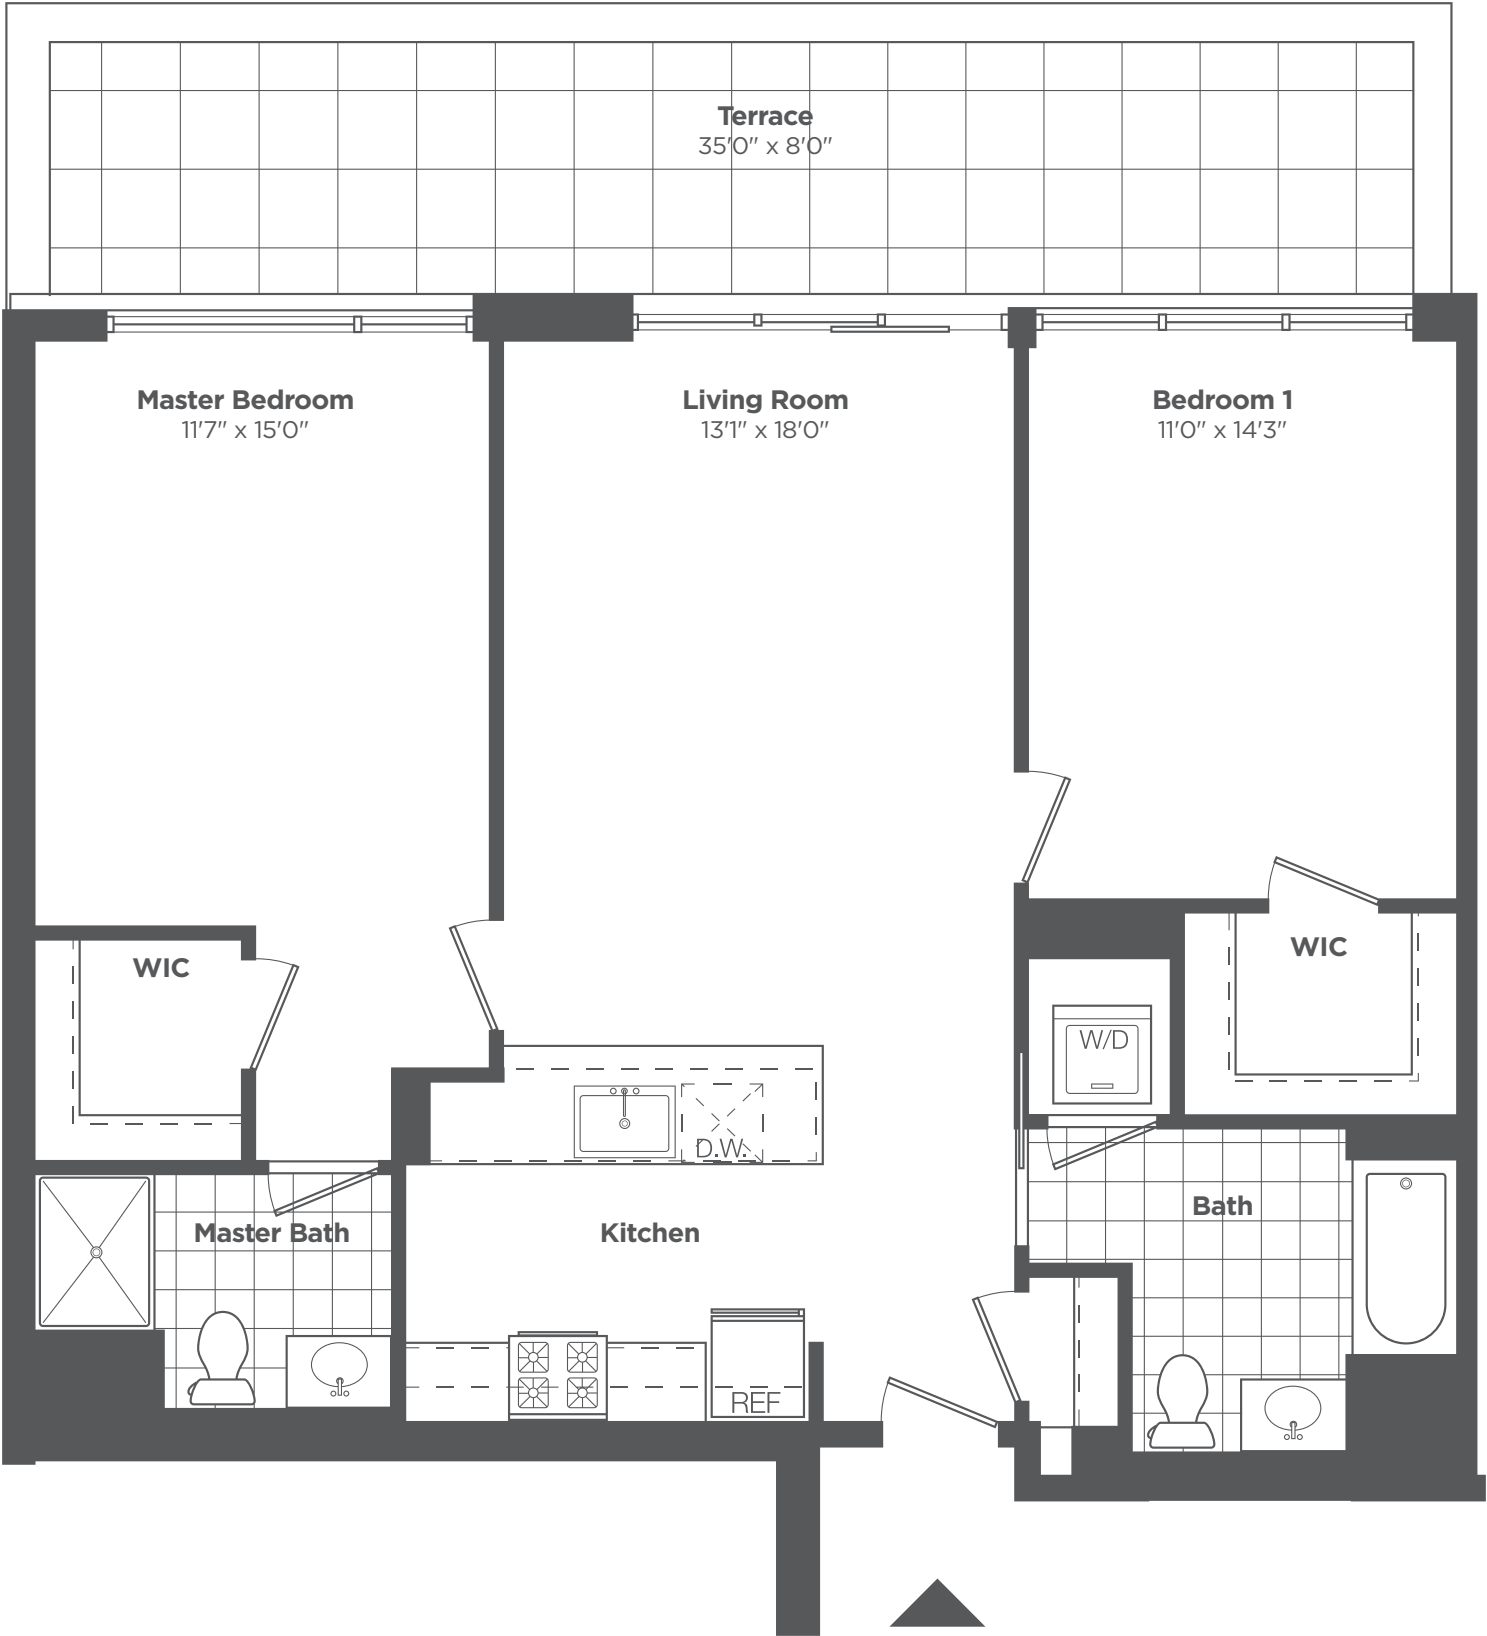 Terrace
35'0" x 8'0"
Master Bedroom
11'7" x 15'0"
Living Room
13'1" x 18'0"
Bedroom 1
11'0" x 14'3"
WIC
WIC
W/D
D.W.
Master Bath
Kitchen
Bath
REF